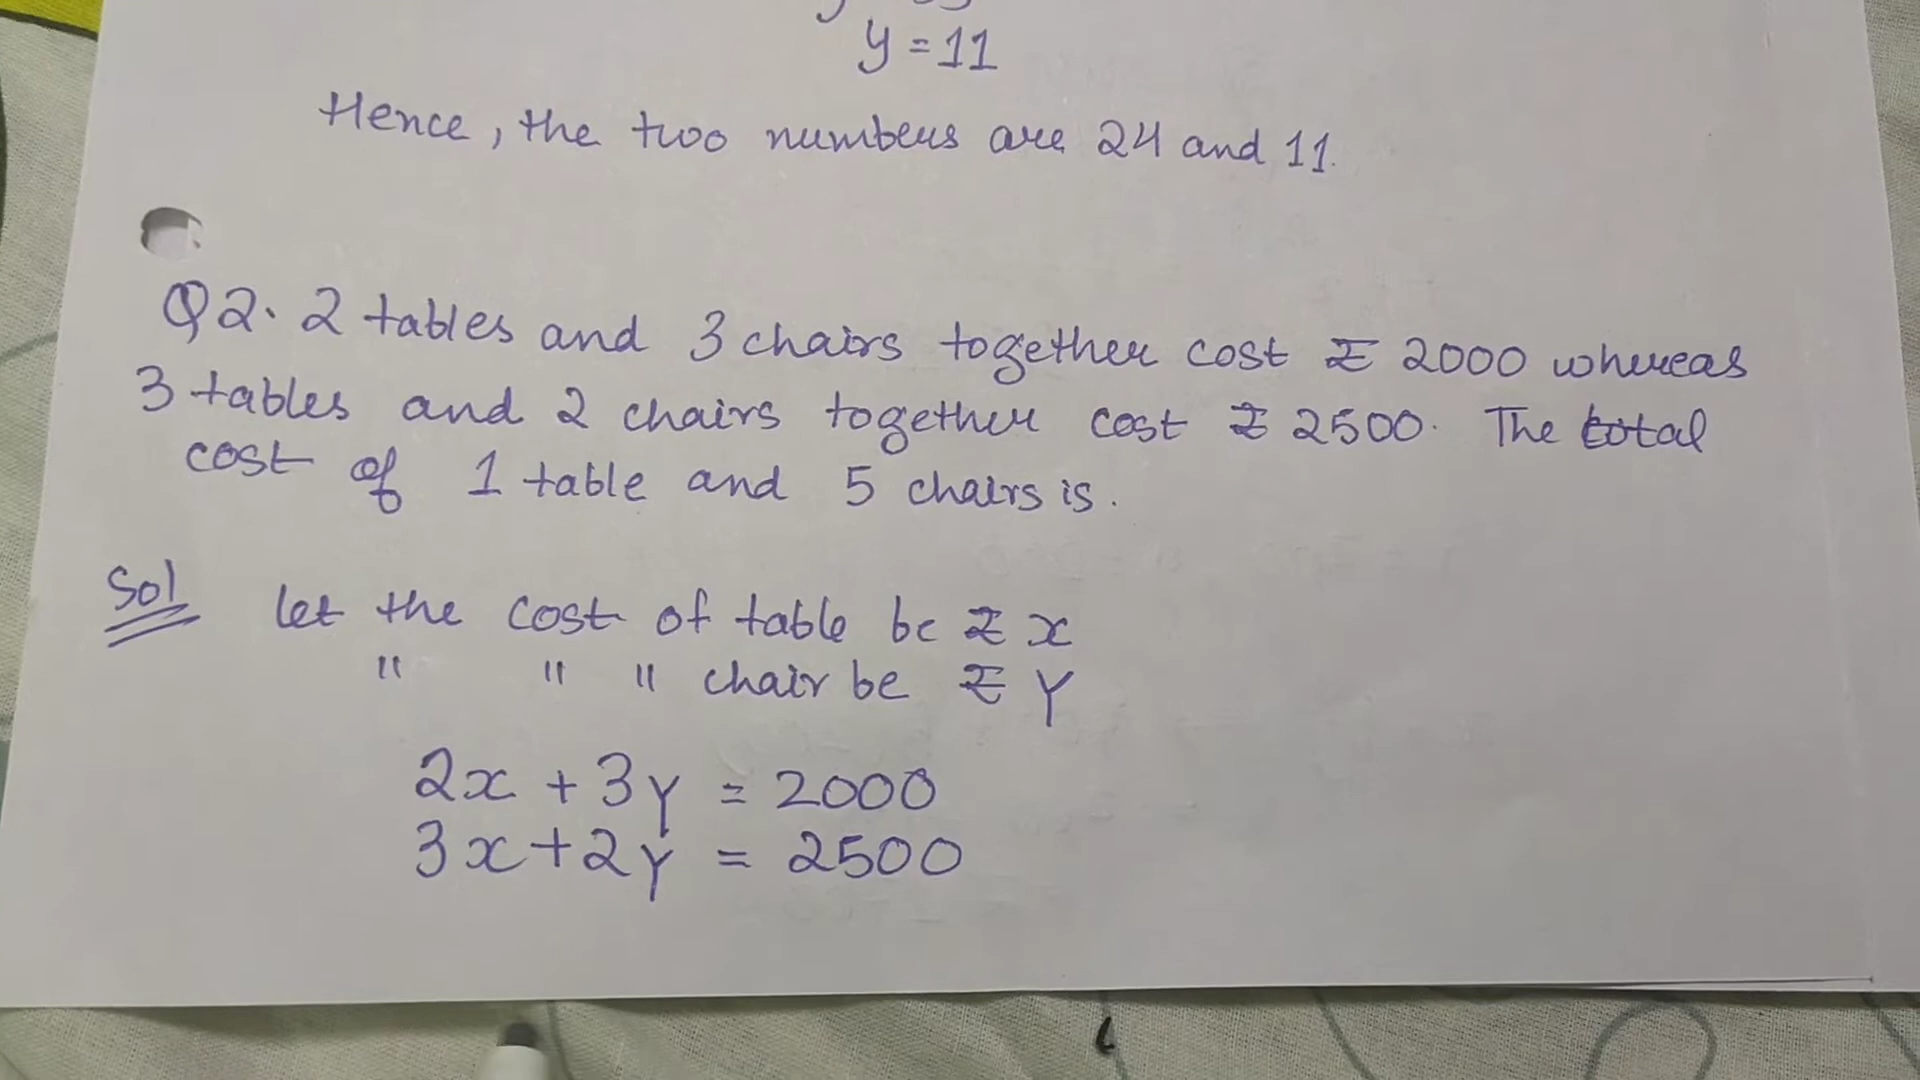 y = 11
Hence, the two numbers are 24 and 11.
Q2. 2 tables and 3 chairs together cost ₹ 2000 whereas
3 tables and 2 chairs together cost ₹ 2500. The total
cost of 1 table and 5 chairs is.
Sol let the cost of table be ₹ x
" " " chair be ₹ Y
2x + 3Y = 2000
3x + 2Y = 2500